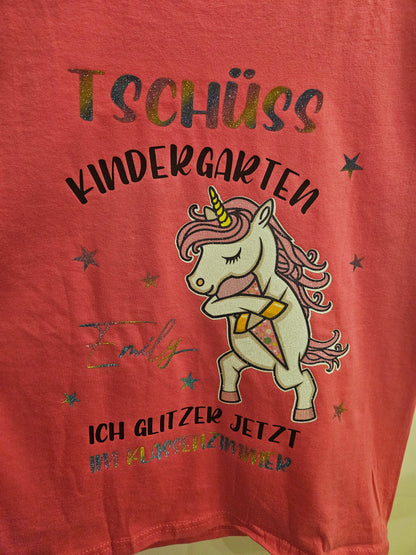 TSCHÜSS
KINDERGARTEN
Emily
ICH GLITZER JETZT
IM KLASSENZIMMER